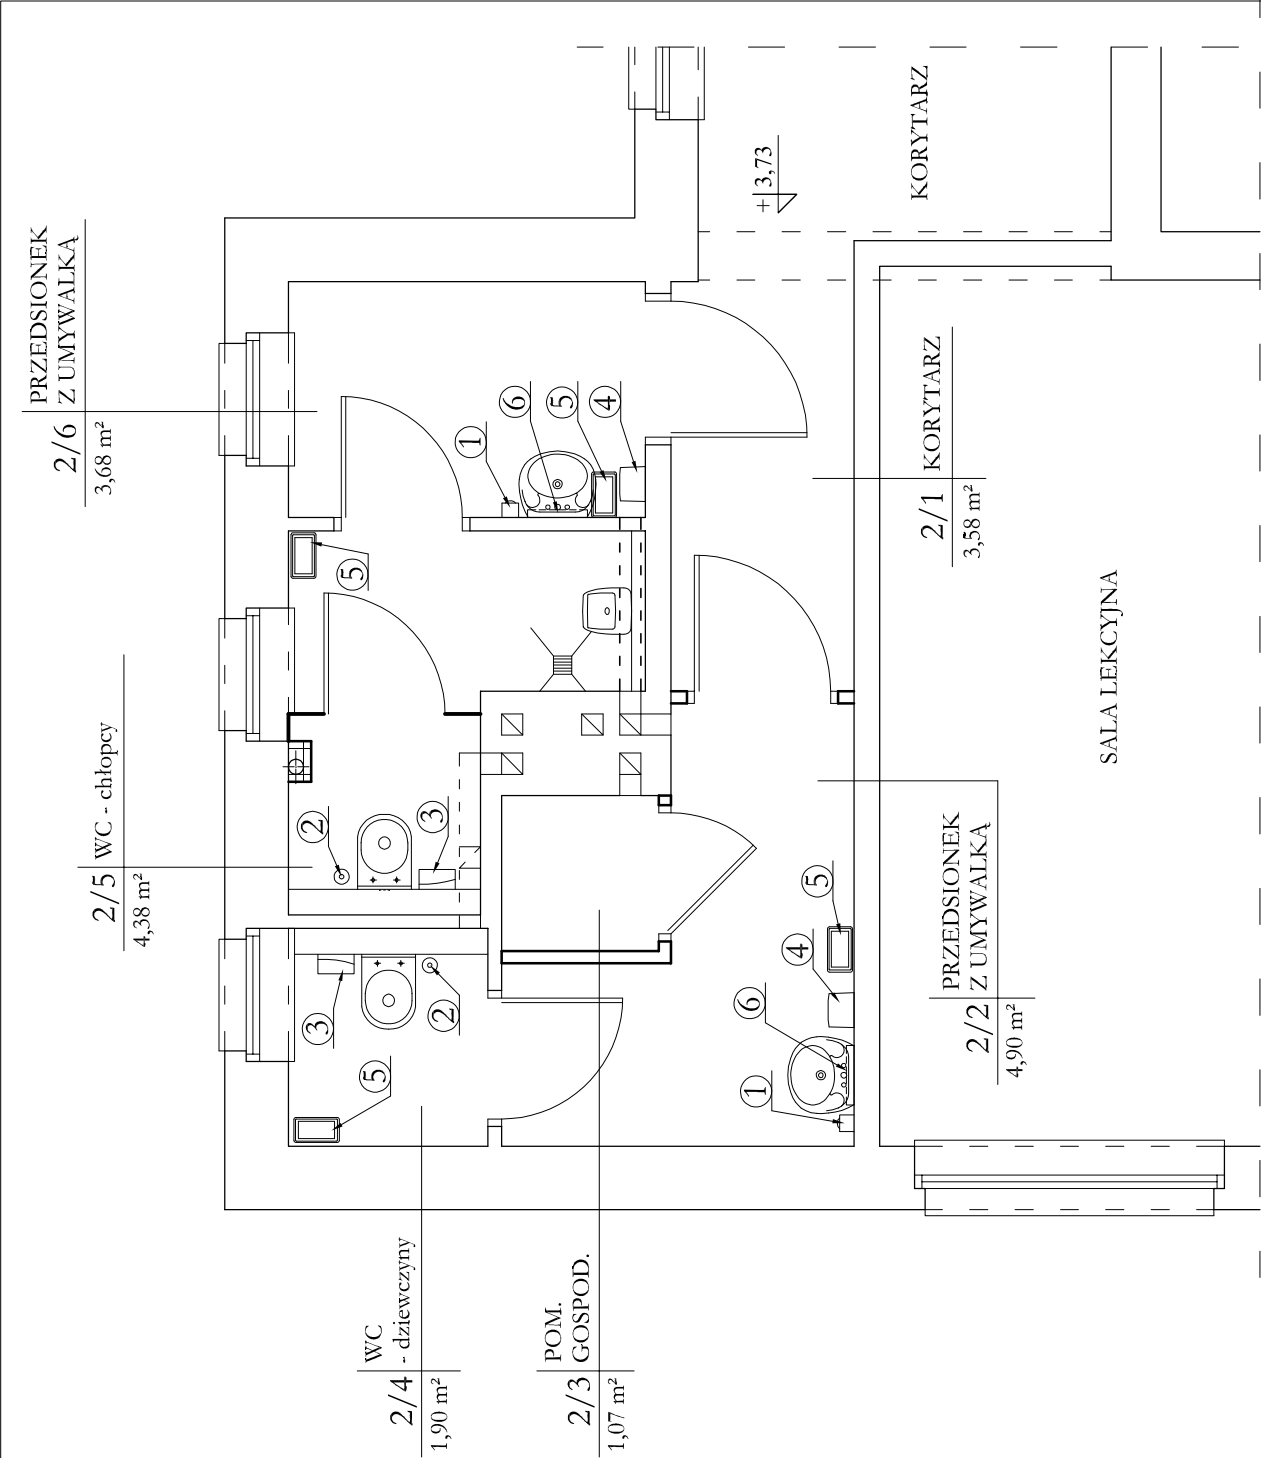 PRZEDSIONEK
Z UMYWALKĄ
2/6
3,68 m²
KORYTARZ
+3,73
6
5
4
1
2/1 KORYTARZ
3,58 m²
5
SALA LEKCYJNA
2/5 WC - chłopcy
4,38 m²
2
3
5
4
6
1
PRZEDSIONEK
2/2 Z UMYWALKĄ
4,90 m²
3
2
5
WC
2/4 - dziewczyny
1,90 m²
POM.
2/3 GOSPOD.
1,07 m²